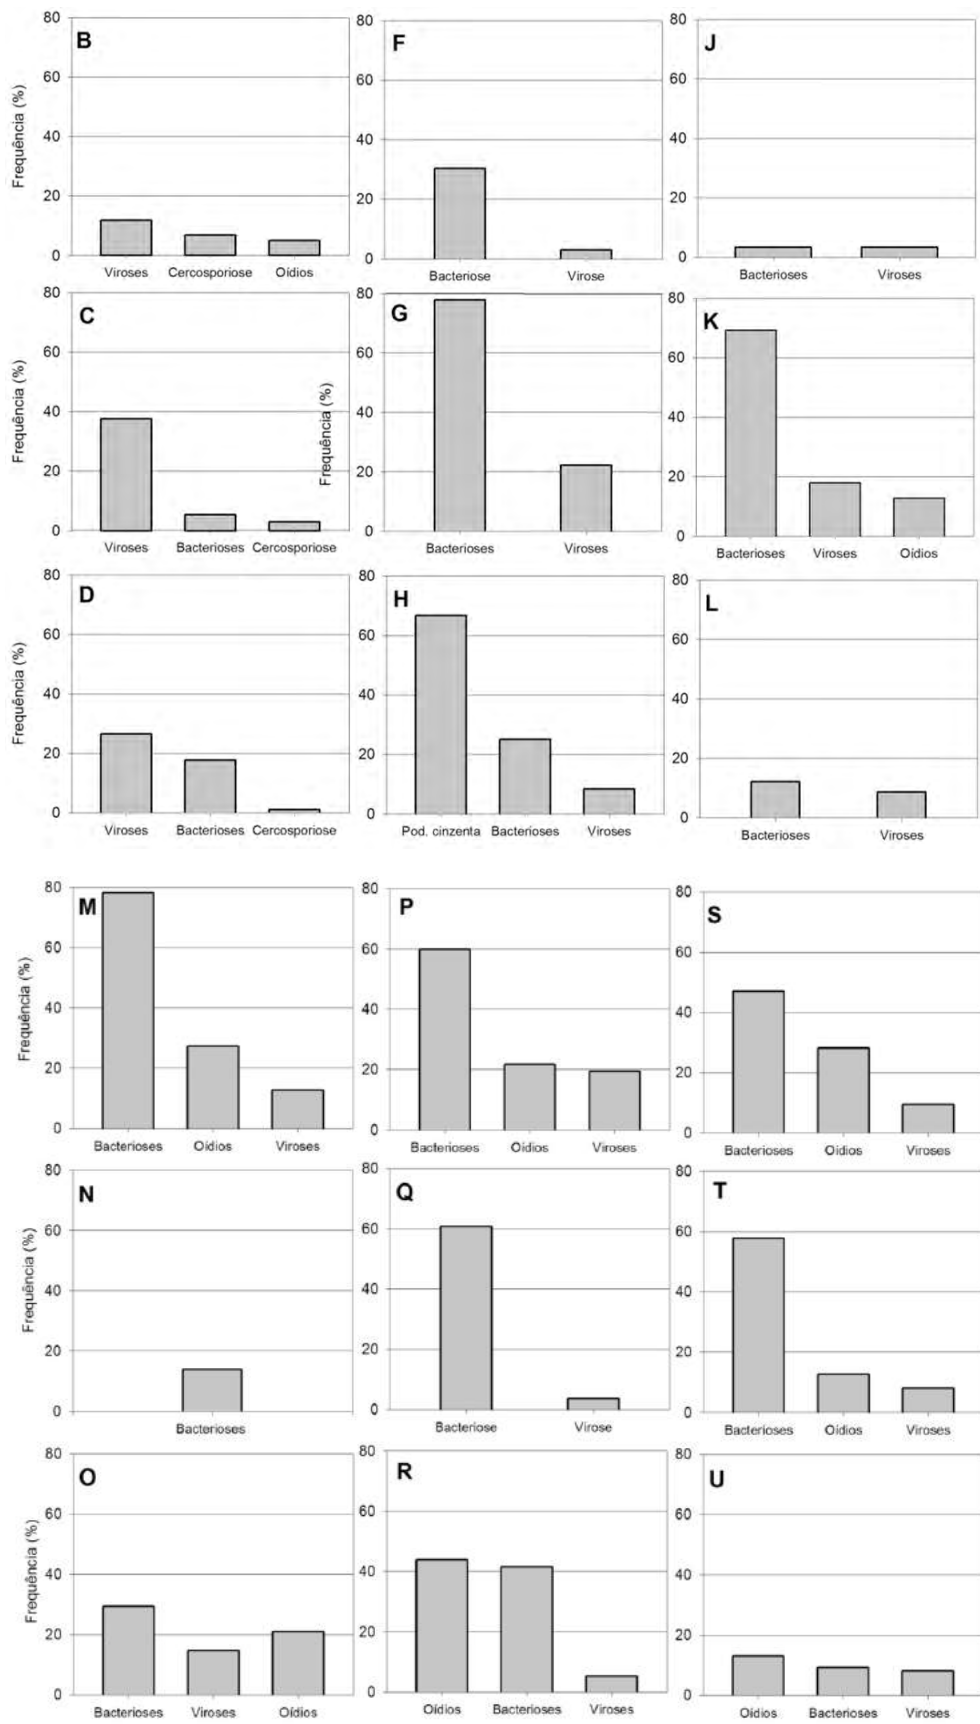 B
Frequência (%)
80
60
40
20
0
Viroses Cercosporiose Oídios
F
80
60
40
20
0
Bacteriose Virose
J
80
60
40
20
0
Bacterioses Viroses
C
Frequência (%)
80
60
40
20
0
Viroses Bacterioses Cercosporiose
G
Frequência (%)
80
60
40
20
0
Bacterioses Viroses
K
80
60
40
20
0
Bacterioses Viroses Oídios
D
Frequência (%)
80
60
40
20
0
Viroses Bacterioses Cercosporiose
H
80
60
40
20
0
Pod. cinzenta Bacterioses Viroses
L
80
60
40
20
0
Bacterioses Viroses
M
Frequência (%)
80
60
40
20
0
Bacterioses Oídios Viroses
P
80
60
40
20
0
Bacterioses Oídios Viroses
S
80
60
40
20
0
Bacterioses Oídios Viroses
N
Frequência (%)
80
60
40
20
0
Bacterioses
Q
80
60
40
20
0
Bacteriose Virose
T
80
60
40
20
0
Bacterioses Oídios Viroses
O
Frequência (%)
80
60
40
20
0
Bacterioses Viroses Oídios
R
80
60
40
20
0
Oídios Bacterioses Viroses
U
80
60
40
20
0
Oídios Bacterioses Viroses